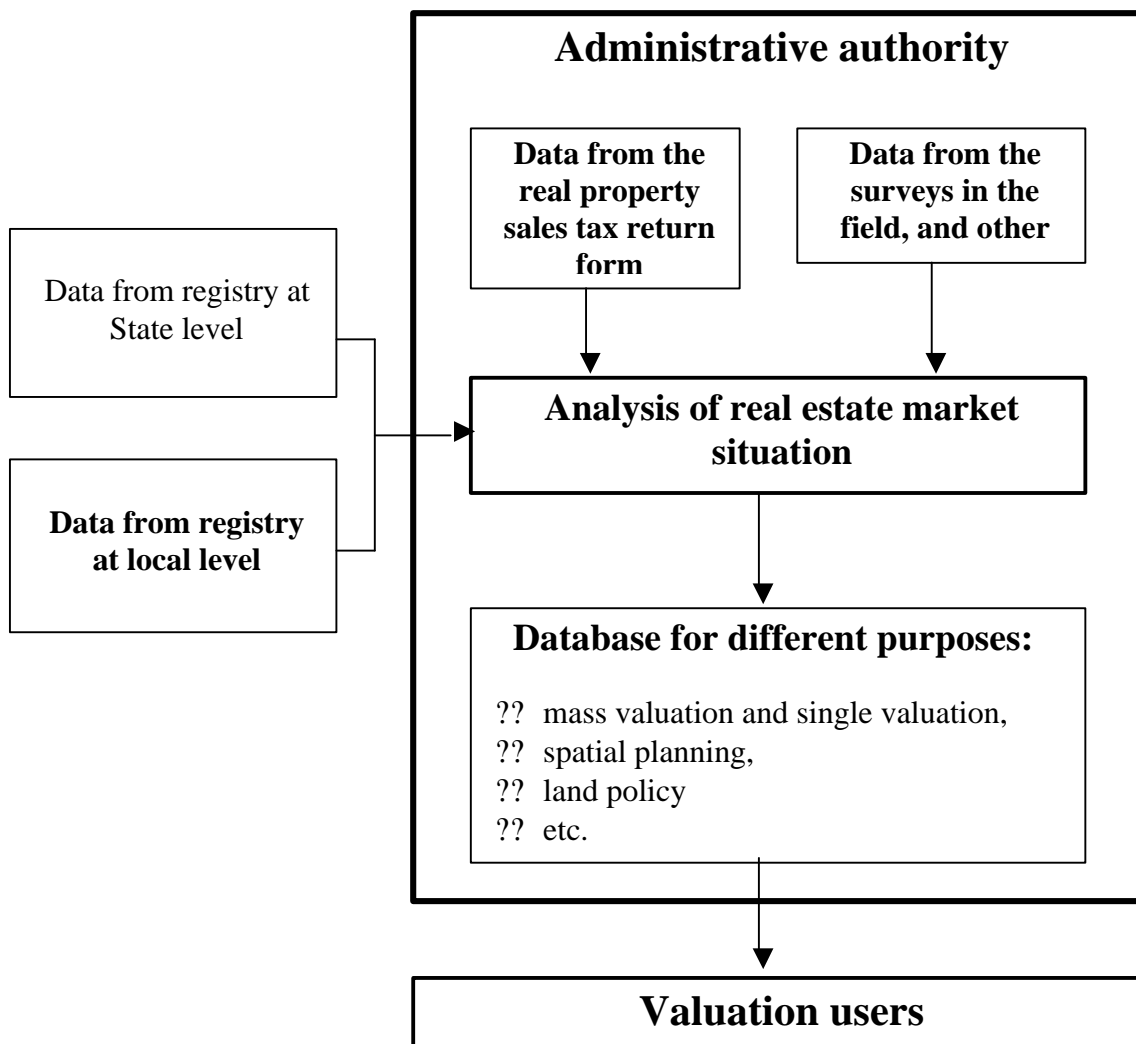 Administrative authority
Data from the
real property
sales tax return
form
Data from the
surveys in the
field, and other
Data from registry at
State level
Analysis of real estate market
situation
Data from registry
at local level
Database for different purposes:
?? mass valuation and single valuation,
?? spatial planning,
?? land policy
?? etc.
Valuation users